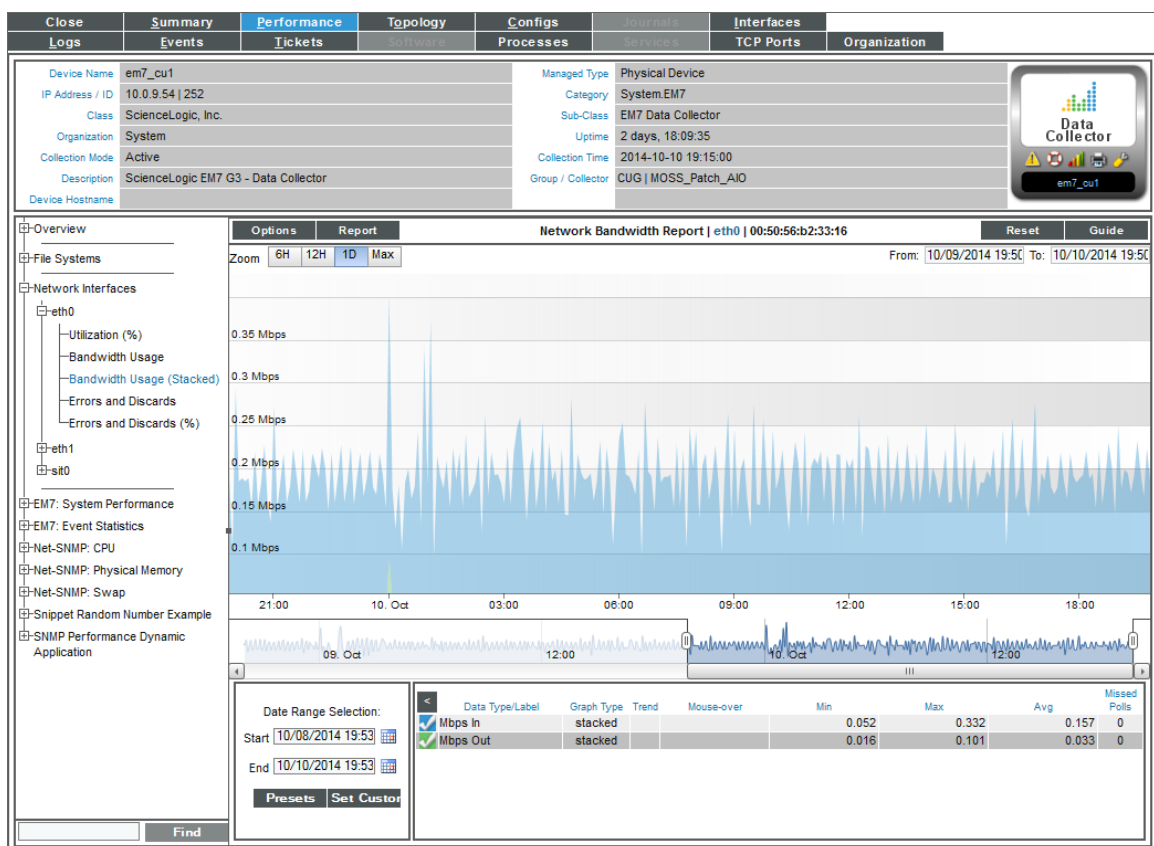 Close Summary Performance Topology Configs Journals Interfaces
Logs Events Tickets Software Processes Services TCP Ports Organization
Device Name em7_cu1 Managed Type Physical Device
IP Address / ID 10.0.9.54 | 252 Category System.EM7
Class ScienceLogic, Inc. Sub-Class EM7 Data Collector
Organization System Uptime 2 days, 18:09:35
Collection Mode Active Collection Time 2014-10-10 19:15:00
Description ScienceLogic EM7 G3 - Data Collector Group / Collector CUG | MOSS_Patch_AIO
Device Hostname
Data
Collector
em7_cu1
Overview
File Systems
Network Interfaces
eth0
Utilization (%)
Bandwidth Usage
Bandwidth Usage (Stacked)
Errors and Discards
Errors and Discards (%)
eth1
sit0
EM7: System Performance
EM7: Event Statistics
Net-SNMP: CPU
Net-SNMP: Physical Memory
Net-SNMP: Swap
Snippet Random Number Example
SNMP Performance Dynamic
Application
Find
Options Report Network Bandwidth Report | eth0 | 00:50:56:b2:33:16 Reset Guide
Zoom 6H 12H 1D Max From: 10/09/2014 19:50 To: 10/10/2014 19:50
0.35 Mbps
0.3 Mbps
0.25 Mbps
0.2 Mbps
0.15 Mbps
0.1 Mbps
21:00 10. Oct 03:00 06:00 09:00 12:00 15:00 18:00
09. Oct 12:00 10. Oct 12:00
Date Range Selection:
Start 10/08/2014 19:53
End 10/10/2014 19:53
Presets Set Custor
< Data Type/Label Graph Type Trend Mouse-over Min Max Avg Missed Polls
Mbps In stacked 0.052 0.332 0.157 0
Mbps Out stacked 0.016 0.101 0.033 0